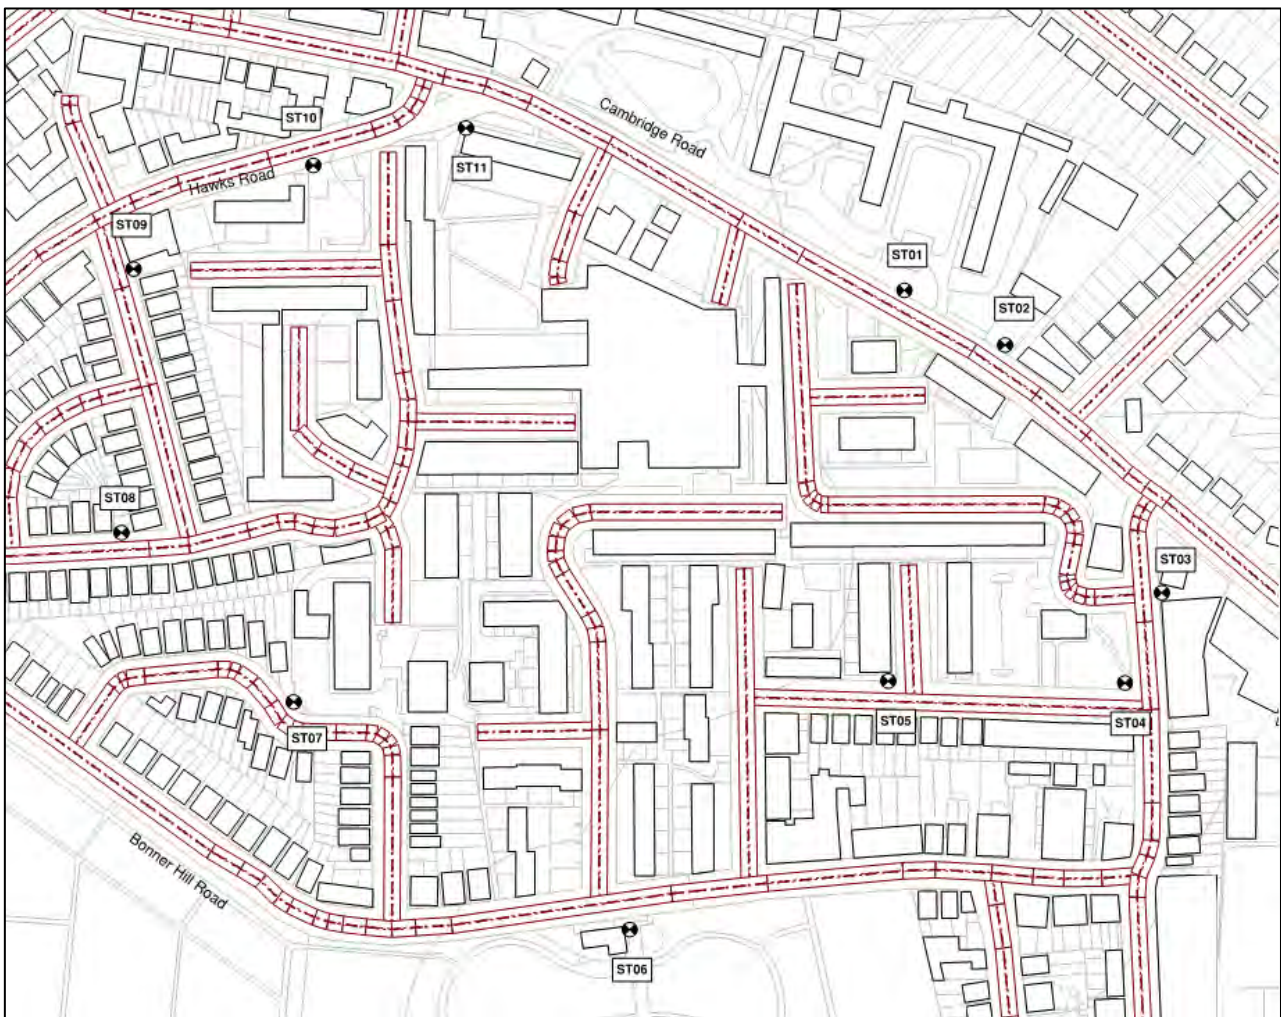 Cambridge Road
ST10
ST11
Hawks Road
ST09
ST01
ST02
ST08
ST03
ST05
ST04
ST07
Bonner Hill Road
ST06